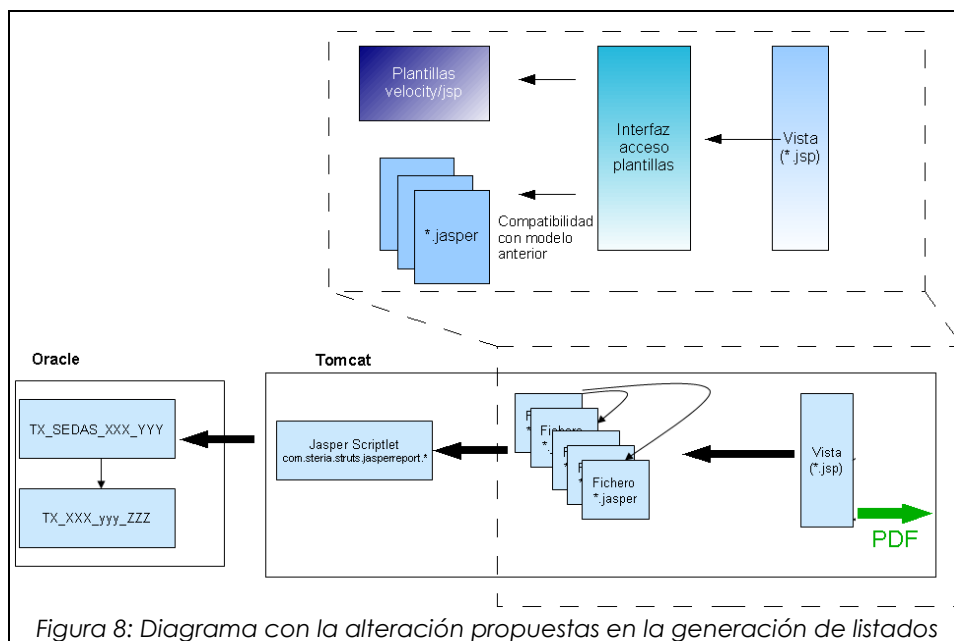 Plantillas
velocity/jsp
Interfaz
acceso
plantillas
Vista
(*.jsp)
*.jasper
Compatibilidad
con modelo
anterior
Oracle
Tomcat
TX_SEDAS_XXX_YYY
TX_XXX_yyy_ZZZ
Jasper Scriptlet
com.steria.struts.jasperreport.*
Fichero
Fichero
*.jasper
Vista
(*.jsp)
PDF
Figura 8: Diagrama con la alteración propuestas en la generación de listados